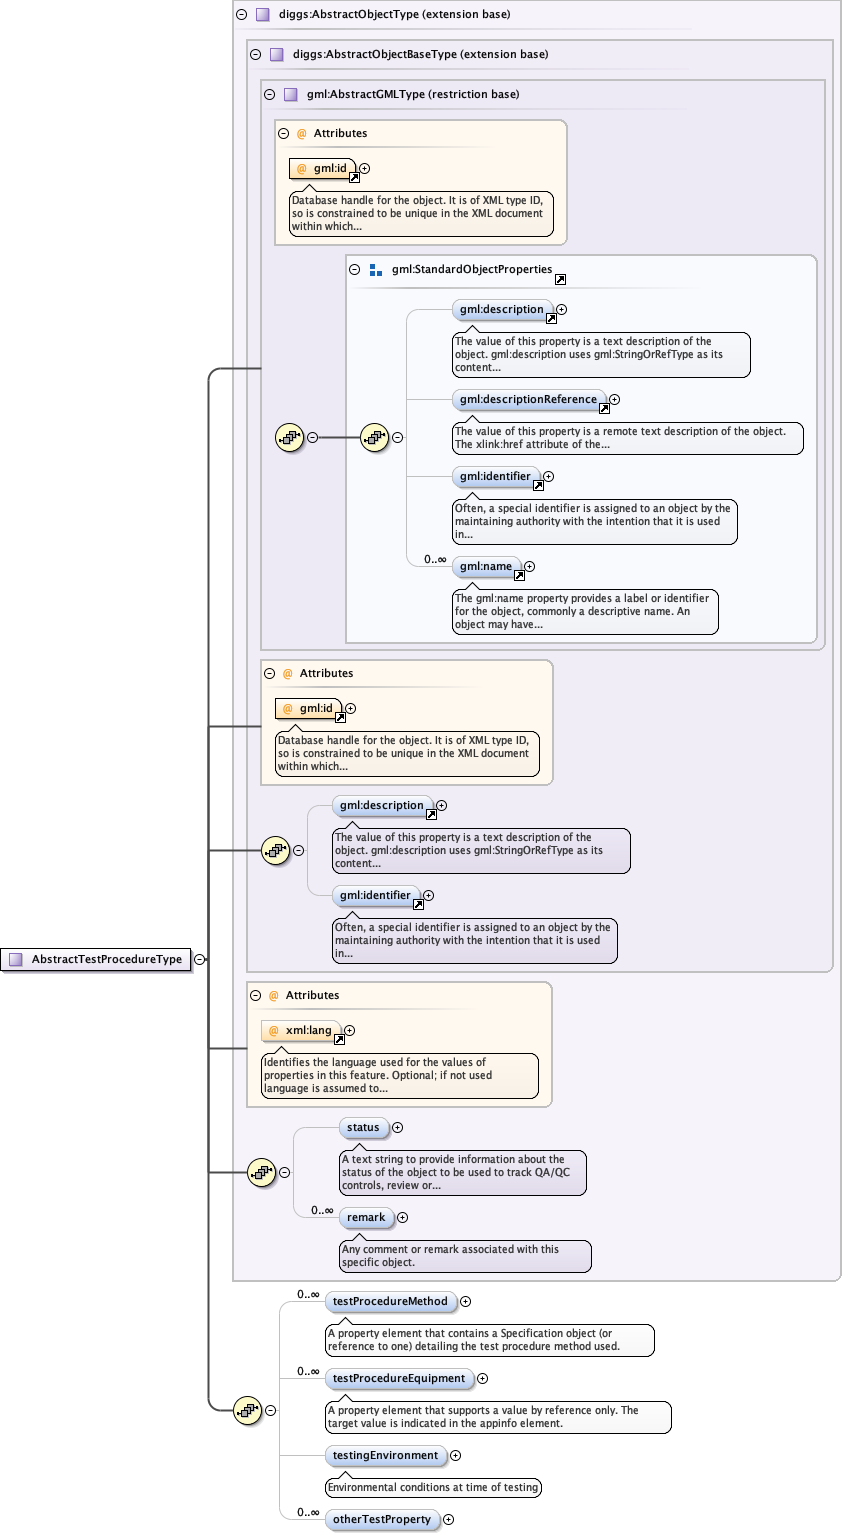 diggs:AbstractObjectType (extension base)
diggs:AbstractObjectBaseType (extension base)
gml:AbstractGMLType (restriction base)
@ Attributes
@ gml:id
Database handle for the object. It is of XML type ID,
so is constrained to be unique in the XML document
within which...
gml:StandardObjectProperties
gml:description
The value of this property is a text description of the
object. gml:description uses gml:StringOrRefType as its
content...
gml:descriptionReference
The value of this property is a remote text description of the object.
The xlink:href attribute of the...
gml:identifier
Often, a special identifier is assigned to an object by the
maintaining authority with the intention that it is used
in...
0..∞
gml:name
The gml:name property provides a label or identifier
for the object, commonly a descriptive name. An
object may have...
@ Attributes
@ gml:id
Database handle for the object. It is of XML type ID,
so is constrained to be unique in the XML document
within which...
gml:description
The value of this property is a text description of the
object. gml:description uses gml:StringOrRefType as its
content...
gml:identifier
Often, a special identifier is assigned to an object by the
maintaining authority with the intention that it is used
in...
AbstractTestProcedureType
@ Attributes
@ xml:lang
Identifies the language used for the values of
properties in this feature. Optional; if not used
language is assumed to...
status
A text string to provide information about the
status of the object to be used to track QA/QC
controls, review or...
0..∞
remark
Any comment or remark associated with this
specific object.
0..∞
testProcedureMethod
A property element that contains a Specification object (or
reference to one) detailing the test procedure method used.
0..∞
testProcedureEquipment
A property element that supports a value by reference only. The
target value is indicated in the appinfo element.
testingEnvironment
Environmental conditions at time of testing
0..∞
otherTestProperty